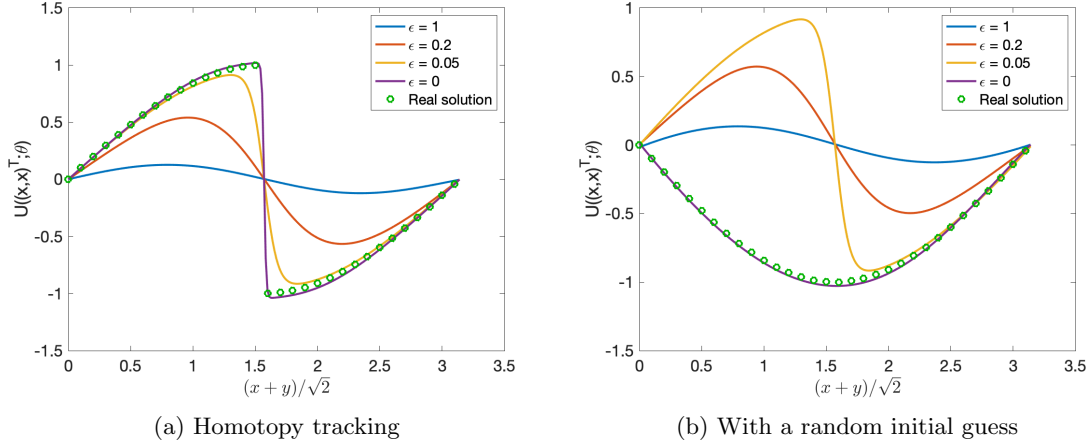 1.5
1
0.5
0
-0.5
-1
-1.5
U((x,x)ᵀ;θ)
0 0.5 1 1.5 2 2.5 3 3.5
(x + y)/√2
ϵ = 1
ϵ = 0.2
ϵ = 0.05
ϵ = 0
Real solution
(a) Homotopy tracking
1
0.5
0
-0.5
-1
-1.5
U((x,x)ᵀ;θ)
0 0.5 1 1.5 2 2.5 3 3.5
(x + y)/√2
ϵ = 1
ϵ = 0.2
ϵ = 0.05
ϵ = 0
Real solution
(b) With a random initial guess